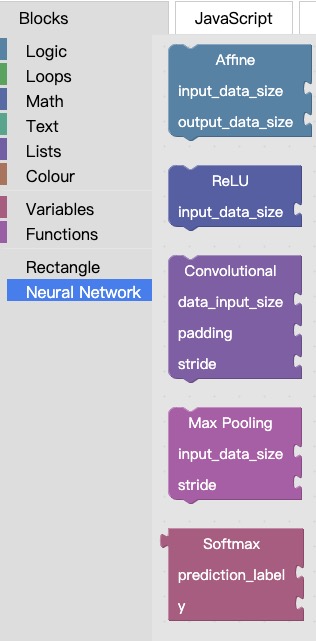 Blocks
JavaScript
Logic
Loops
Math
Text
Lists
Colour
Variables
Functions
Rectangle
Neural Network
Affine
input_data_size
output_data_size
ReLU
input_data_size
Convolutional
data_input_size
padding
stride
Max Pooling
input_data_size
stride
Softmax
prediction_label
y